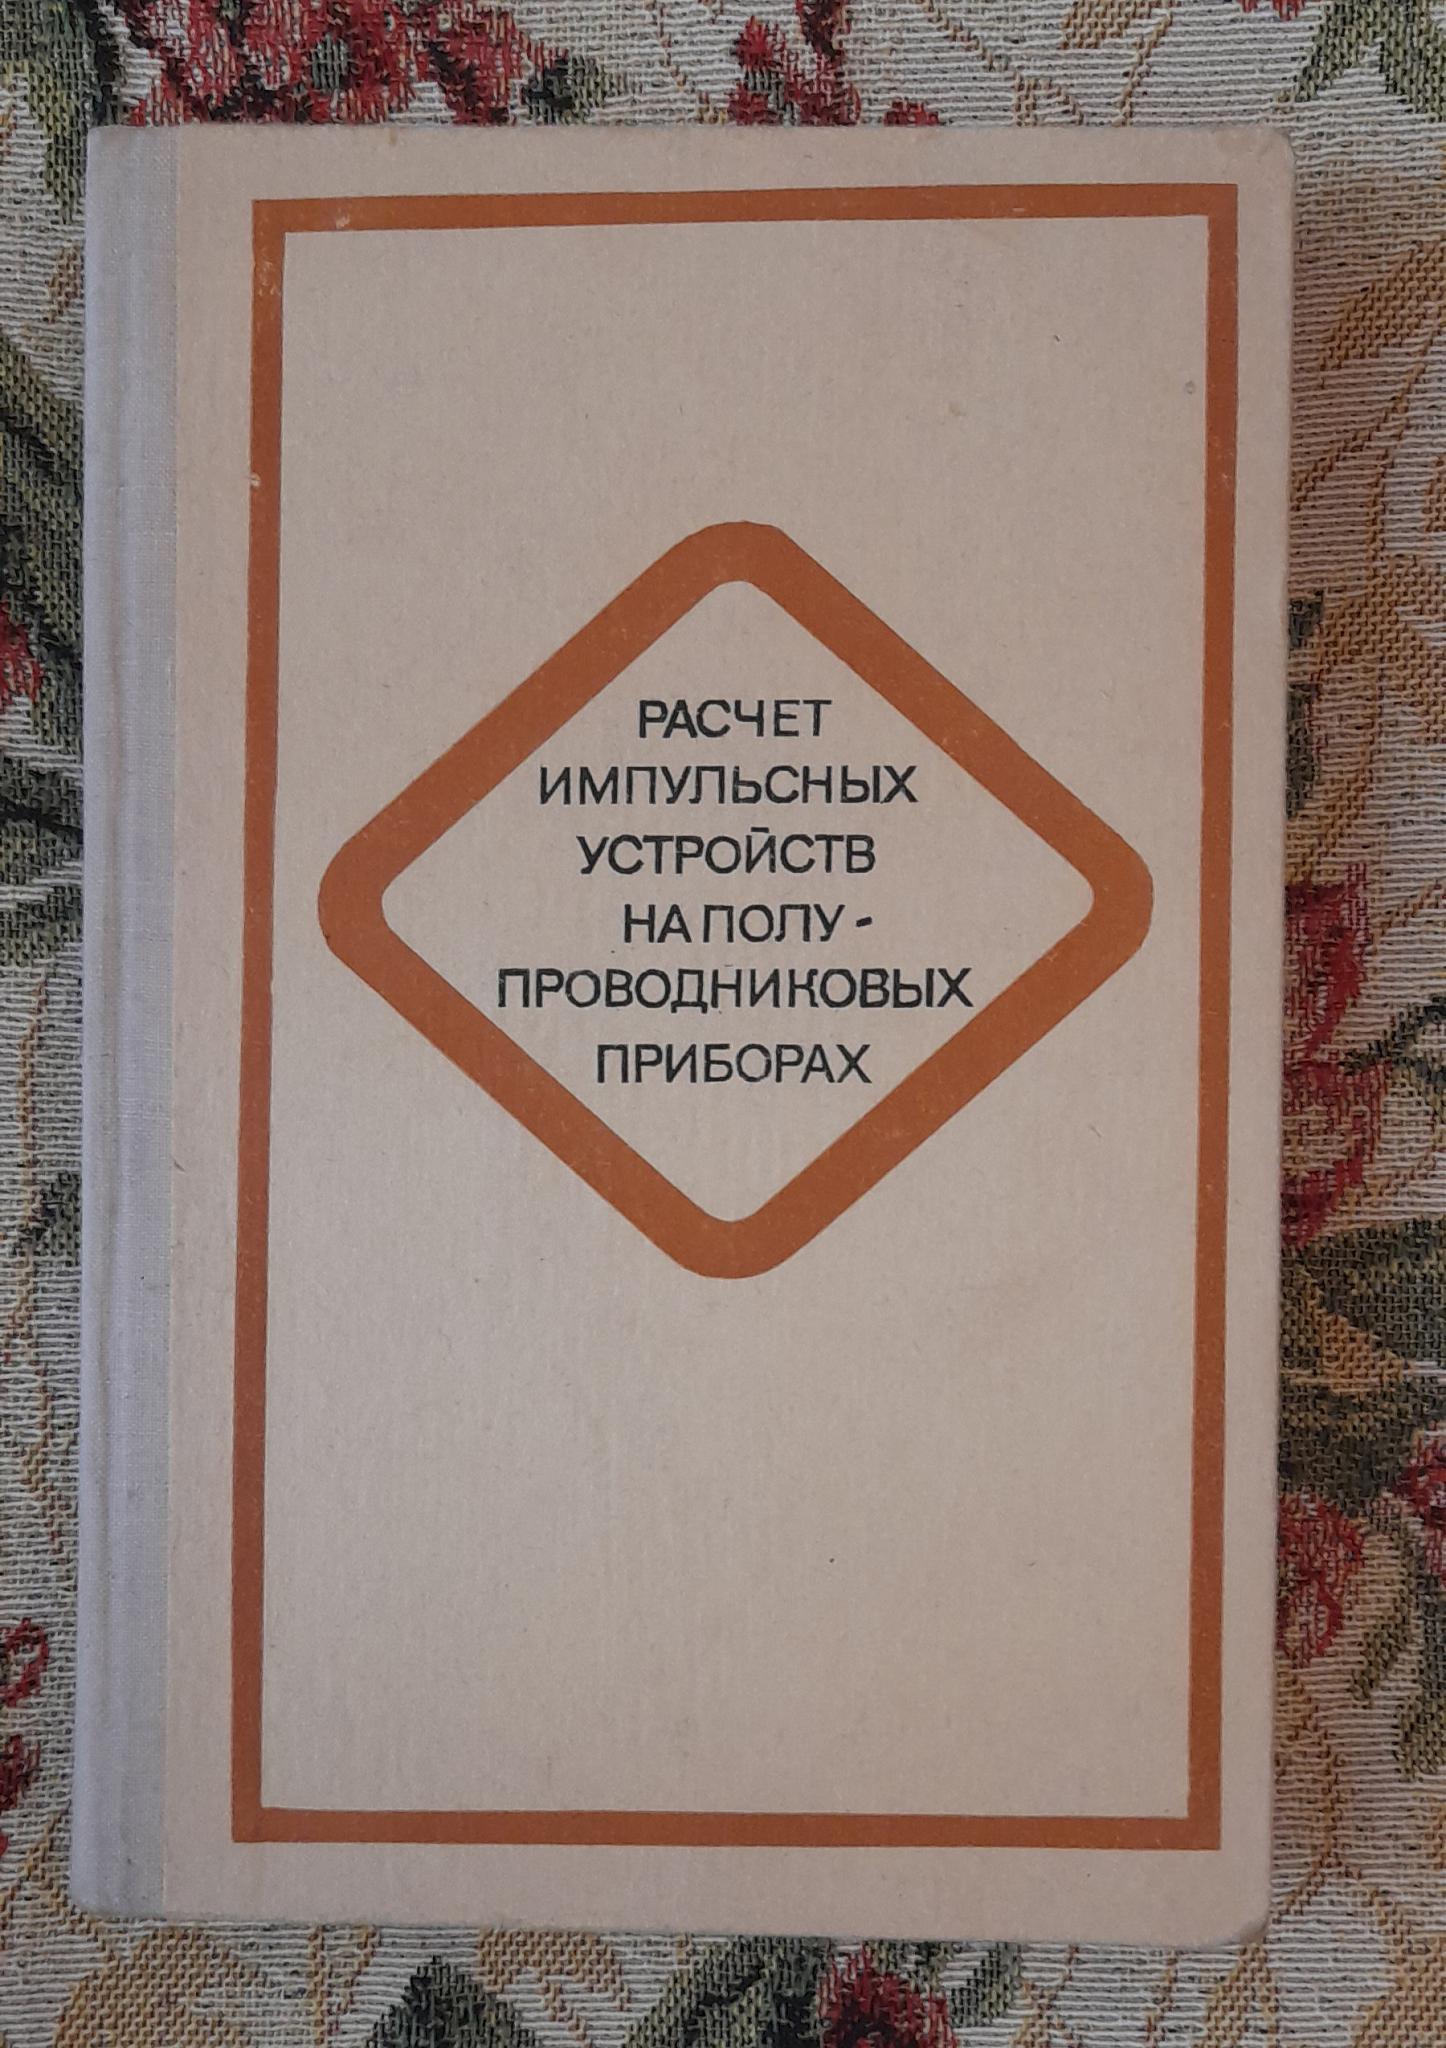 РАСЧЕТ
ИМПУЛЬСНЫХ
УСТРОЙСТВ
НА ПОЛУ-
ПРОВОДНИКОВЫХ
ПРИБОРАХ